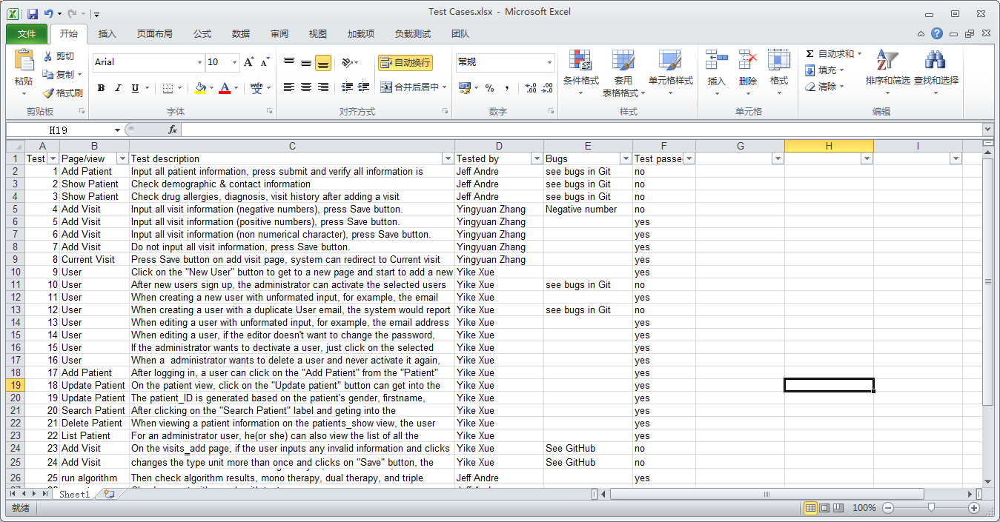 Test Cases.xlsx - Microsoft Excel
文件 开始 插入 页面布局 公式 数据 审阅 视图 加载项 负载测试 团队
粘贴 剪切 复制 格式刷 剪贴板
Arial 10 字体
自动换行 合并后居中 对齐方式
常规 数字
条件格式 套用 表格格式 单元格样式 样式
插入 删除 格式 单元格
Σ 自动求和 填充 清除 排序和筛选 查找和选择 编辑
H19 fx
A B C D E F G H I
1 Test Page/view Test description Tested by Bugs Test passe
2 1 Add Patient Input all patient information, press submit and verify all information is Jeff Andre see bugs in Git no
3 2 Show Patient Check demographic & contact information Jeff Andre see bugs in Git no
4 3 Show Patient Check drug allergies, diagnosis, visit history after adding a visit Jeff Andre see bugs in Git no
5 4 Add Visit Input all visit information (negative numbers), press Save button. Yingyuan Zhang Negative number no
6 5 Add Visit Input all visit information (positive numbers), press Save button. Yingyuan Zhang yes
7 6 Add Visit Input all visit information (non numerical character), press Save button. Yingyuan Zhang yes
8 7 Add Visit Do not input all visit information, press Save button. Yingyuan Zhang yes
9 8 Current Visit Press Save button on add visit page, system can redirect to Current visit Yingyuan Zhang yes
10 9 User Click on the "New User" button to get to a new page and start to add a new Yike Xue yes
11 10 User After new users sign up, the administrator can activate the selected users Yike Xue see bugs in Git no
12 11 User When creating a new user with unformated input, for example, the email Yike Xue yes
13 12 User When creating a user with a duplicate User email, the system would report Yike Xue see bugs in Git no
14 13 User When editing a user with unformated input, for example, the email address Yike Xue yes
15 14 User When editing a user, if the editor doesn't want to change the password, Yike Xue yes
16 15 User If the administrator wants to dectivate a user, just click on the selected Yike Xue yes
17 16 User When a administrator wants to delete a user and never activate it again, Yike Xue yes
18 17 Add Patient After logging in, a user can click on the "Add Patient" from the "Patient" Yike Xue yes
19 18 Update Patient On the patient view, click on the "Update patient" button can get into the Yike Xue yes
20 19 Update Patient The patient_ID is generated based on the patient's gender, firstname, Yike Xue yes
21 20 Search Patient After clicking on the "Search Patient" label and geting into the Yike Xue yes
22 21 Delete Patient When viewing a patient information on the patients_show view, the user Yike Xue yes
23 22 List Patient For an administrator user, he(or she) can also view the list of all the Yike Xue yes
24 23 Add Visit On the visits_add page, if the user inputs any invalid information and clicks Yike Xue See GitHub no
25 24 Add Visit changes the type unit more than once and clicks on "Save" button, the Yike Xue See GitHub no
26 25 run algorithm Then check algorithm results, mono therapy, dual therapy, and triple Jeff Andre yes
Sheet1
就绪 100%